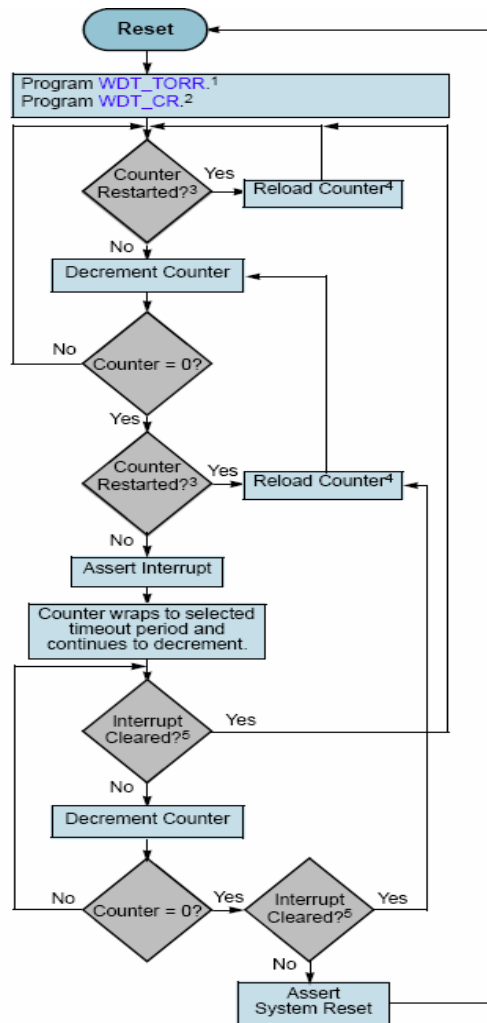 Reset
Program WDT_TORR.¹
Program WDT_CR.²
Counter
Restarted?³
Yes
Reload Counter⁴
No
Decrement Counter
No
Counter = 0?
Yes
Counter
Restarted?³
Yes
Reload Counter⁴
No
Assert Interrupt
Counter wraps to selected
timeout period and
continues to decrement.
Interrupt
Cleared?⁵
Yes
No
Decrement Counter
No
Counter = 0?
Yes
Interrupt
Cleared?⁵
Yes
No
Assert
System Reset